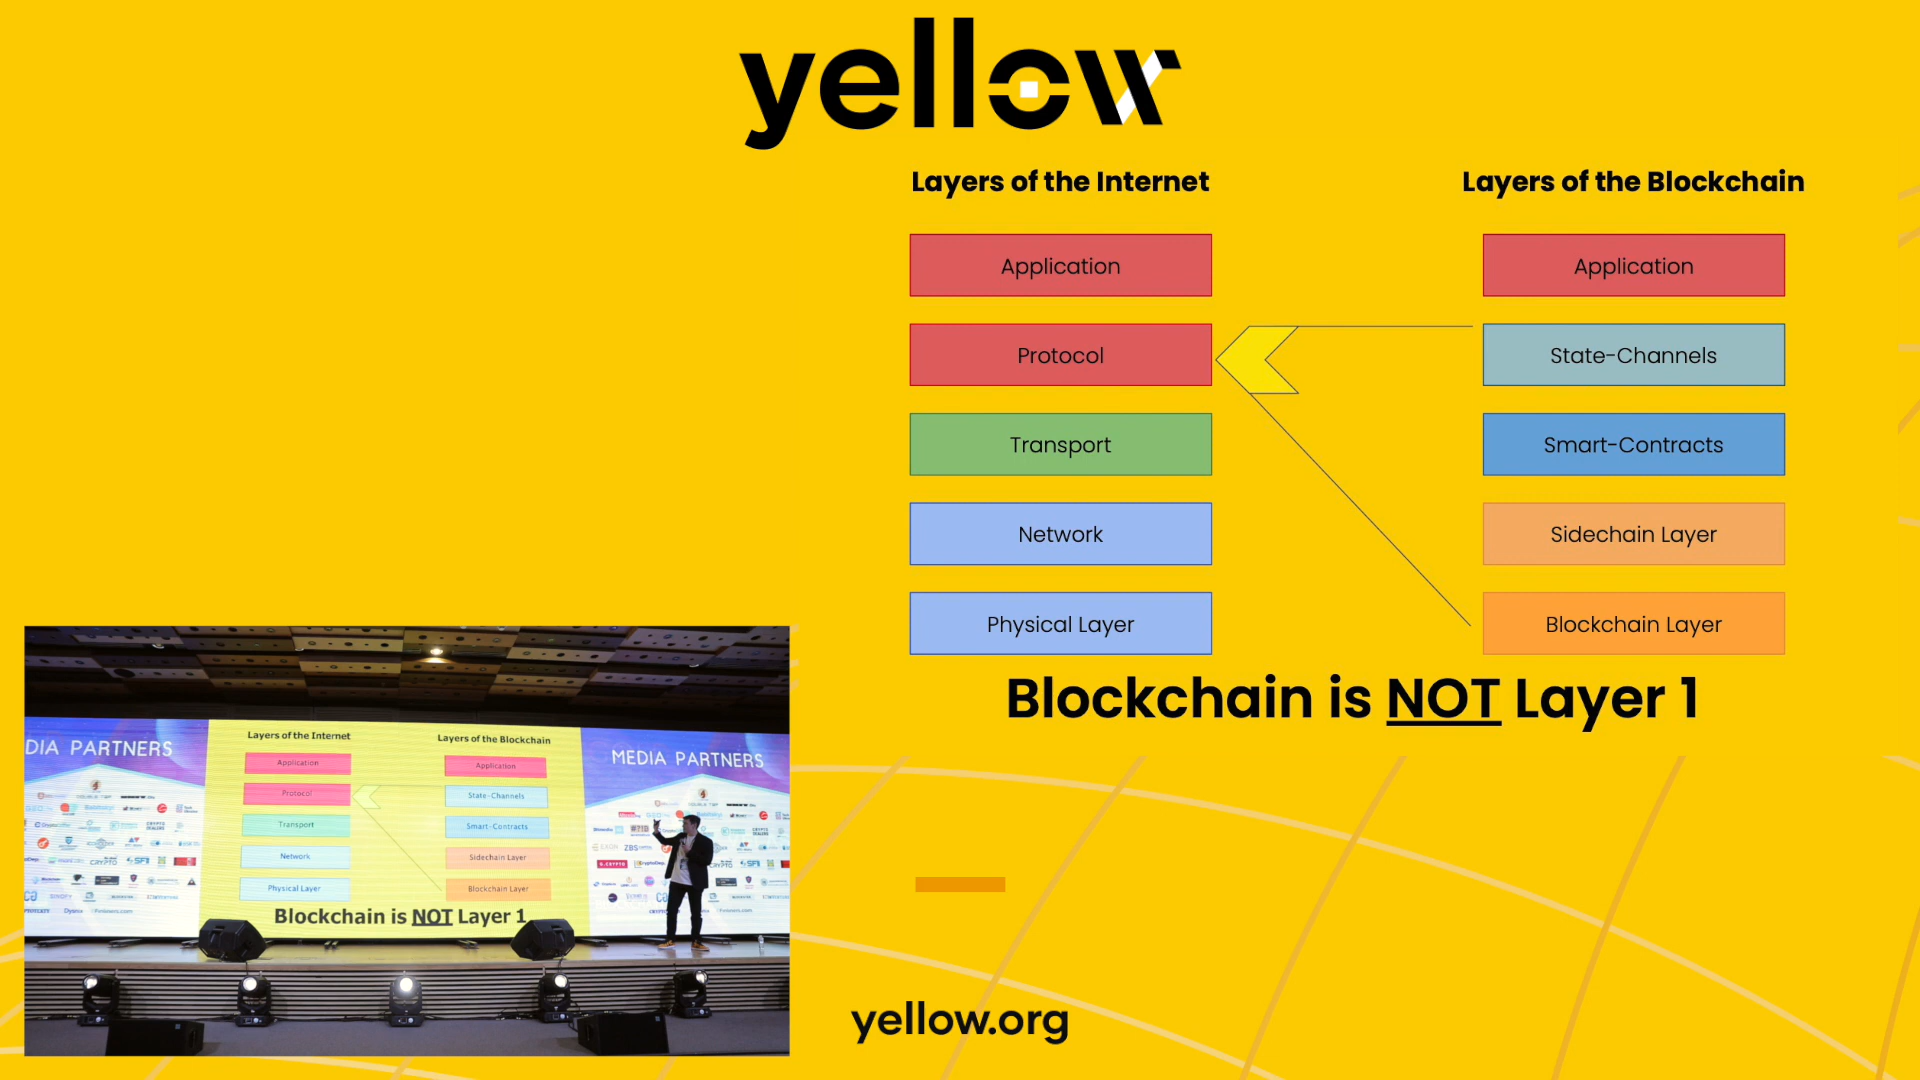 yellow
Layers of the Internet
Application
Protocol
Transport
Network
Physical Layer
Layers of the Blockchain
Application
State-Channels
Smart-Contracts
Sidechain Layer
Blockchain Layer
Blockchain is NOT Layer 1
DIA PARTNERS
Layers of the Internet
Application
Protocol
Transport
Network
Physical Layer
Layers of the Blockchain
Application
State-Channels
Smart-Contracts
Sidechain Layer
Blockchain Layer
Blockchain is NOT Layer 1
MEDIA PARTNERS
yellow.org